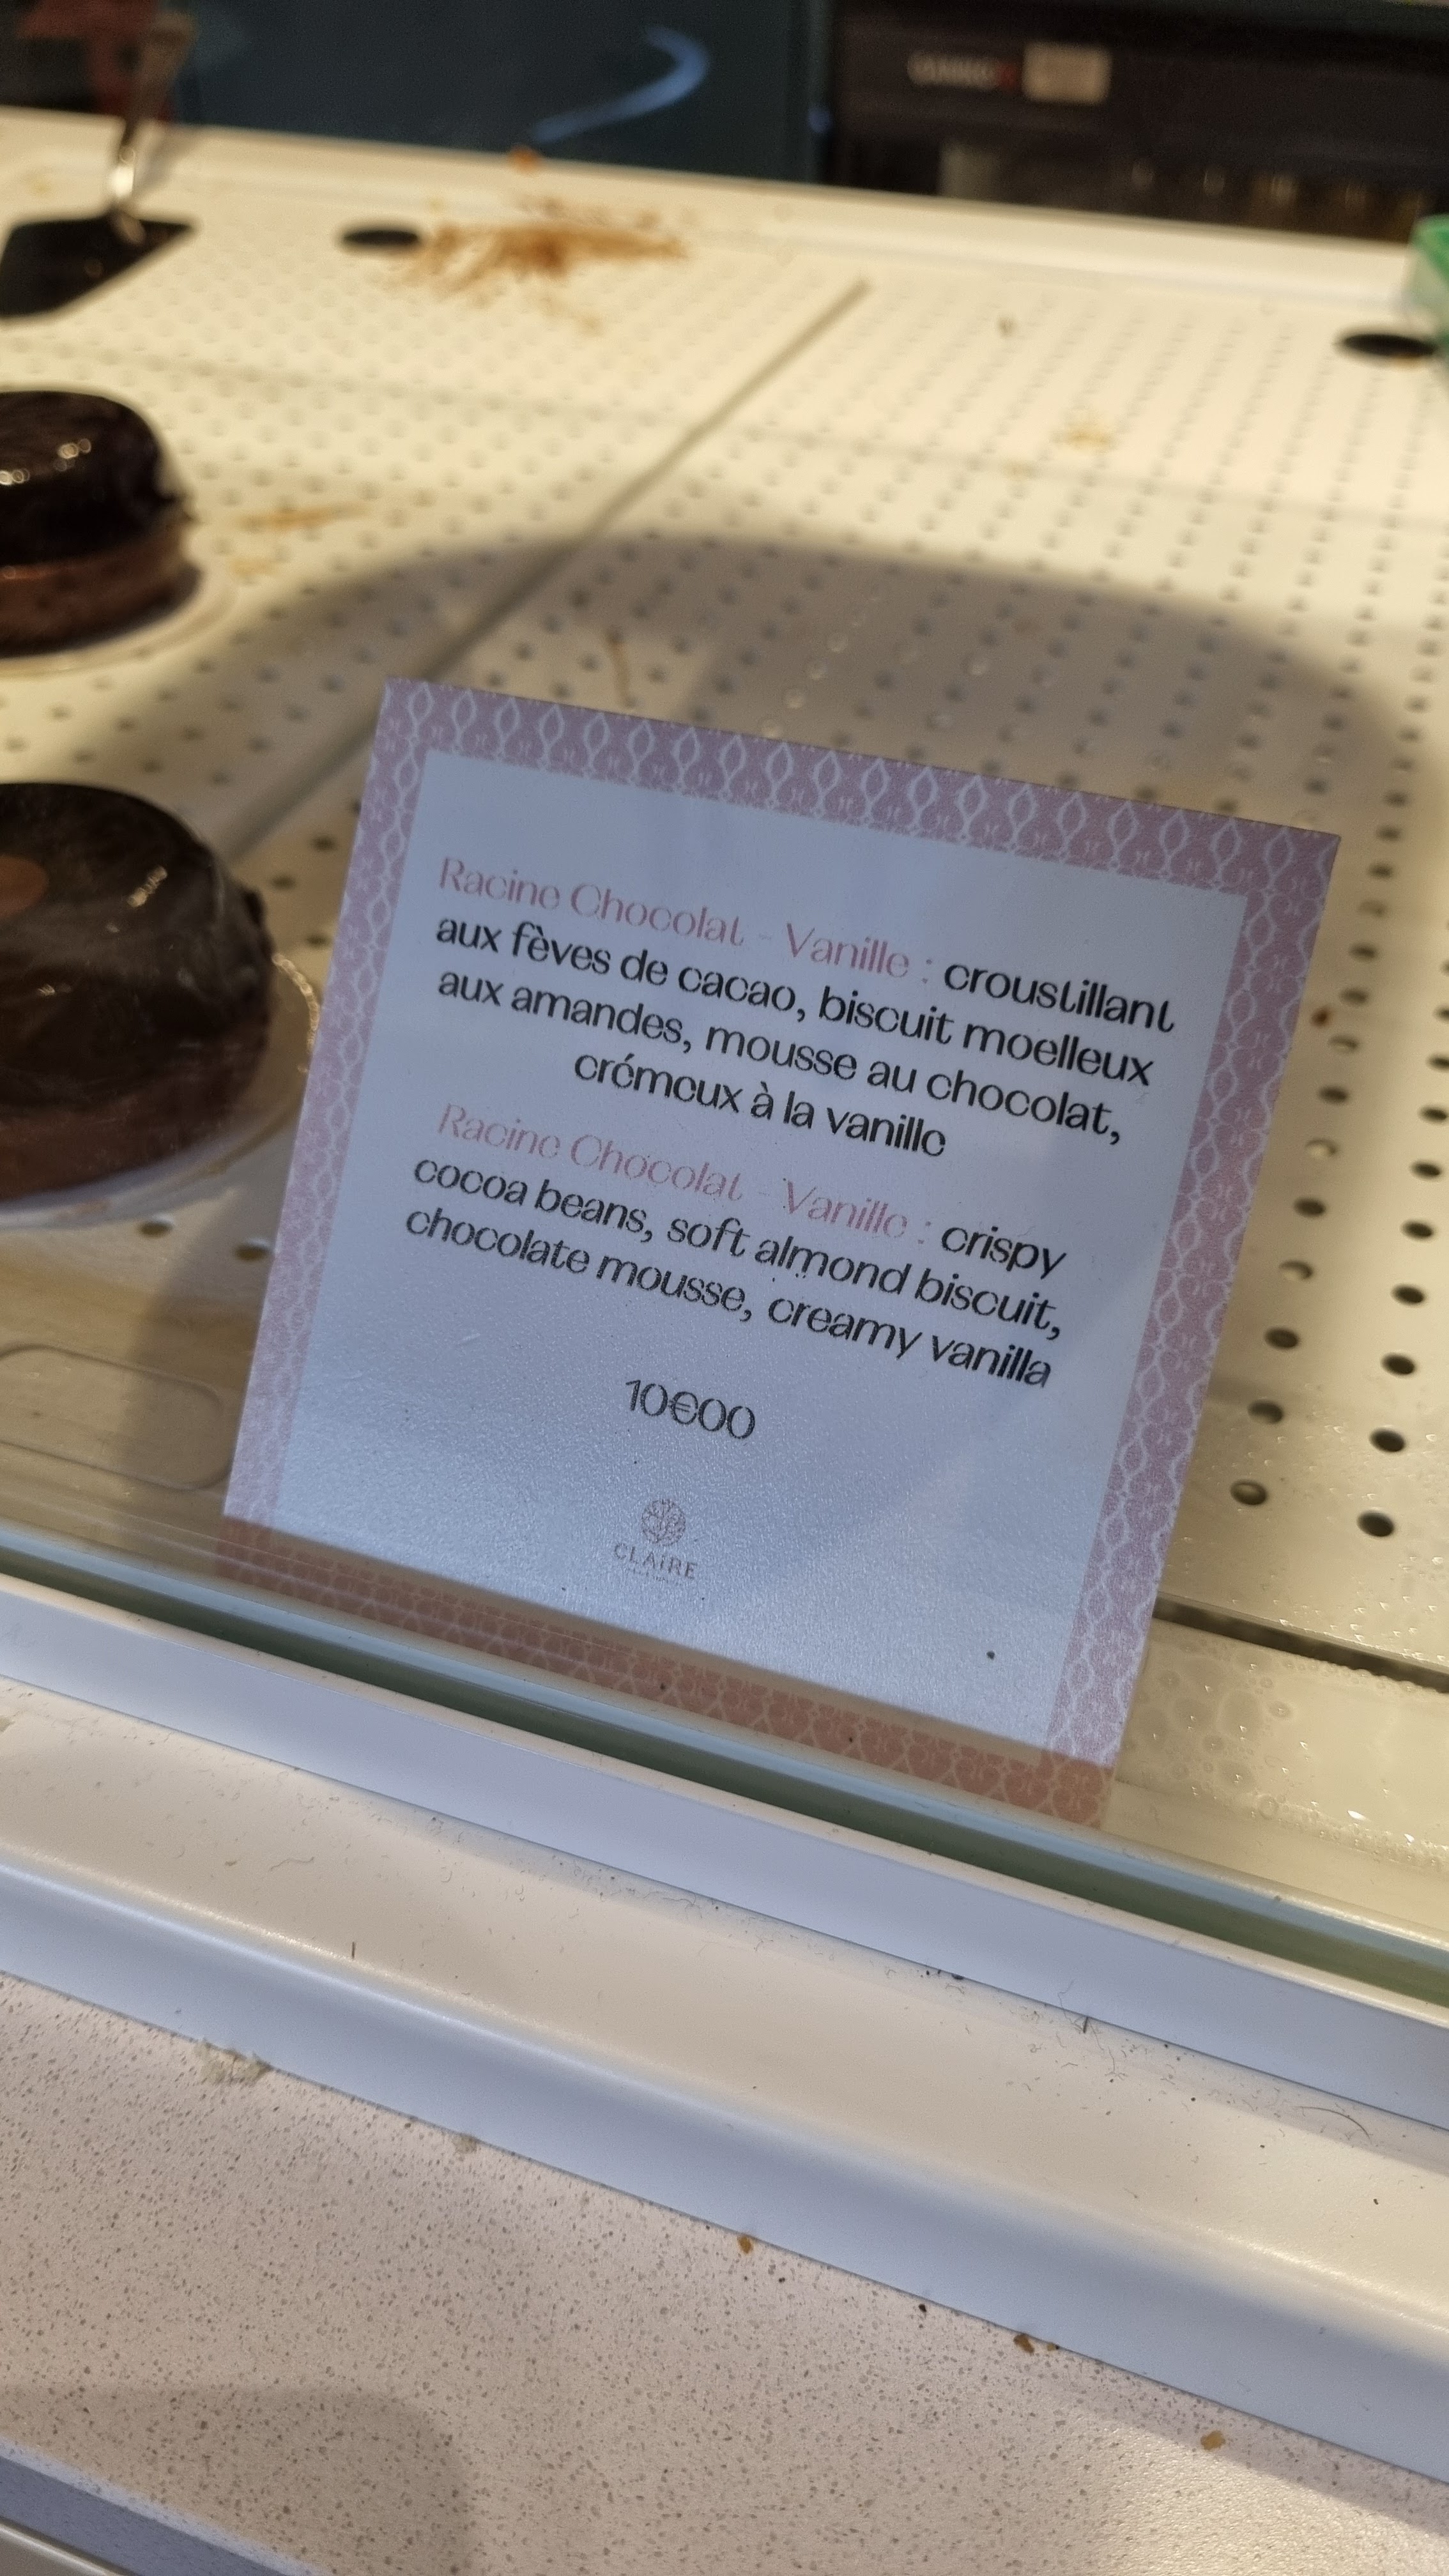 Racine Chocolat - Vanille : croustillant
aux fèves de cacao, biscuit moelleux
aux amandes, mousse au chocolat,
crémeux à la vanille
Racine Chocolat - Vanille : crispy
cocoa beans, soft almond biscuit,
chocolate mousse, creamy vanilla
10€00
CLAiRE